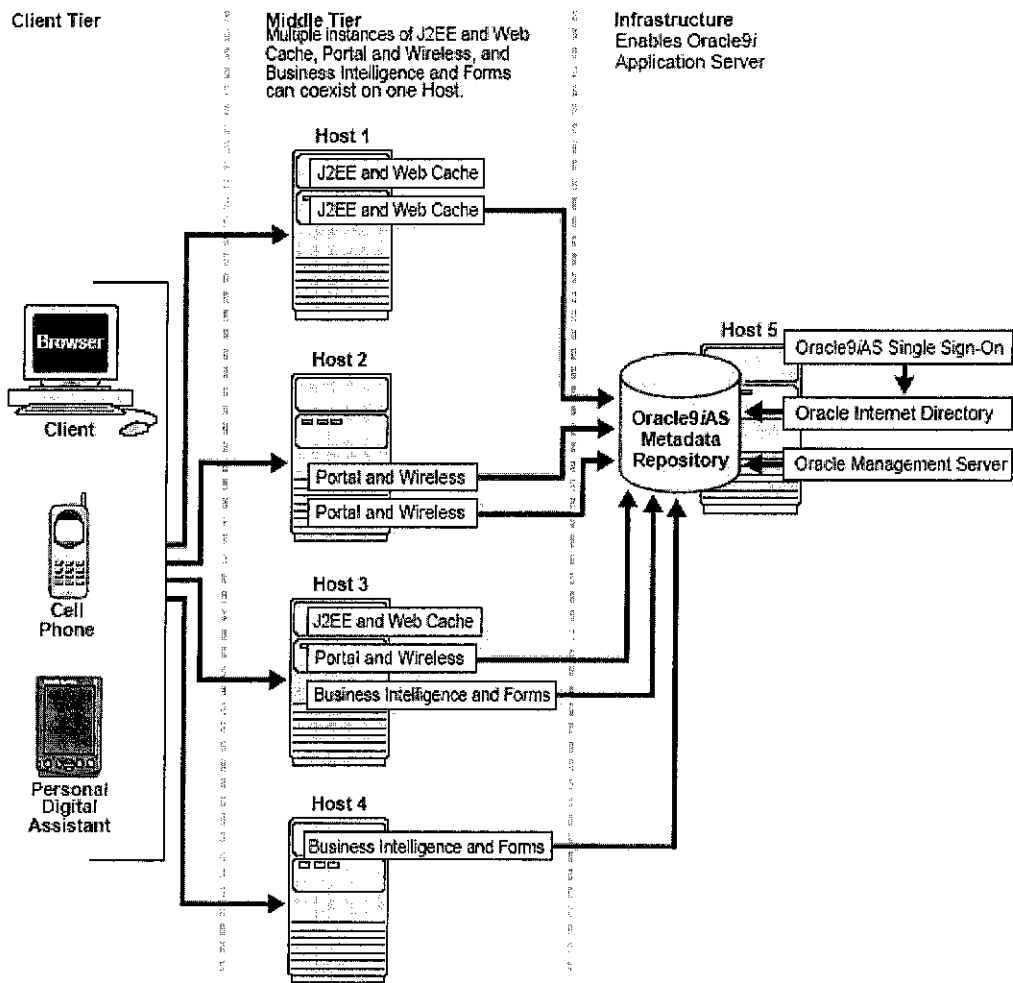 Client Tier
Middle Tier
Multiple instances of J2EE and Web
Cache, Portal and Wireless, and
Business Intelligence and Forms
can coexist on one Host.
Infrastructure
Enables Oracle9i
Application Server
Host 1
J2EE and Web Cache
J2EE and Web Cache
Browser
Client
Cell
Phone
Personal
Digital
Assistant
Host 2
Portal and Wireless
Portal and Wireless
Host 3
J2EE and Web Cache
Portal and Wireless
Business Intelligence and Forms
Host 4
Business Intelligence and Forms
Host 5
Oracle9iAS
Metadata
Repository
Oracle9iAS Single Sign-On
Oracle Internet Directory
Oracle Management Server